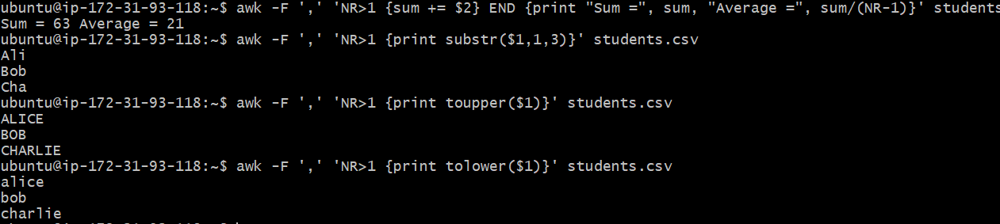 ubuntu@ip-172-31-93-118:~$ awk -F ',' 'NR>1 {sum += $2} END {print "Sum =", sum, "Average =", sum/(NR-1)}' students
Sum = 63 Average = 21
ubuntu@ip-172-31-93-118:~$ awk -F ',' 'NR>1 {print substr($1,1,3)}' students.csv
Ali
Bob
Cha
ubuntu@ip-172-31-93-118:~$ awk -F ',' 'NR>1 {print toupper($1)}' students.csv
ALICE
BOB
CHARLIE
ubuntu@ip-172-31-93-118:~$ awk -F ',' 'NR>1 {print tolower($1)}' students.csv
alice
bob
charlie